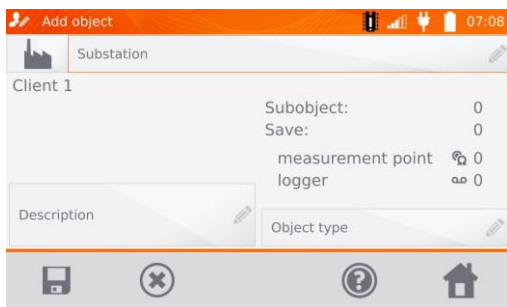 Add object 07:08
Substation
Client 1
Subobject: 0
Save: 0
measurement point 0
logger 0
Description
Object type